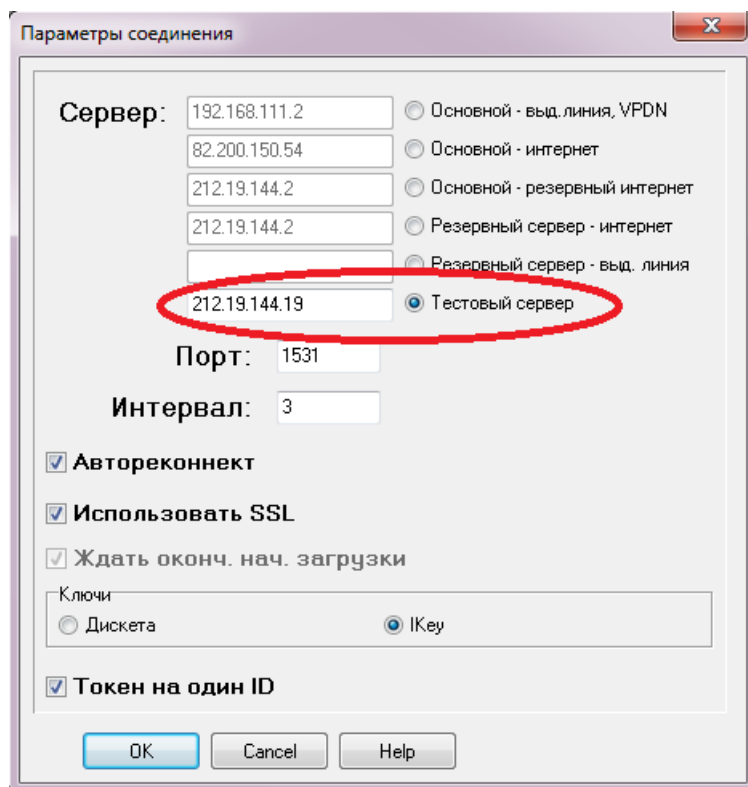 Параметры соединения
Сервер: 192.168.111.2 Основной - выд.линия, VPDN
82.200.150.54 Основной - интернет
212.19.144.2 Основной - резервный интернет
212.19.144.2 Резервный сервер - интернет
Резервный сервер - выд. линия
212.19.144.19 Тестовый сервер
Порт: 1531
Интервал: 3
Автореконнект
Использовать SSL
Ждать оконч. нач. загрузки
Ключи
Дискета IKey
Токен на один ID
OK Cancel Help